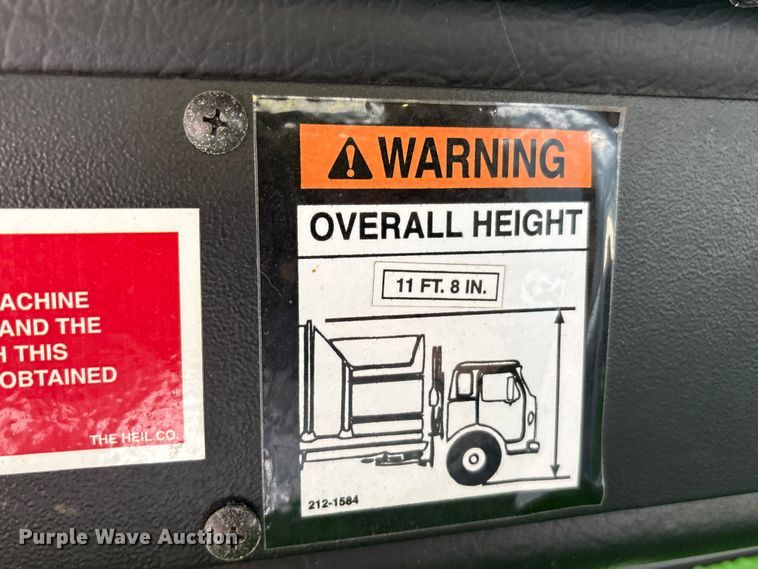 WARNING
OVERALL HEIGHT
11 FT. 8 IN.
212-1584
ACHINE
AND THE
THIS
OBTAINED
THE HEIL CO.
Purple Wave Auction